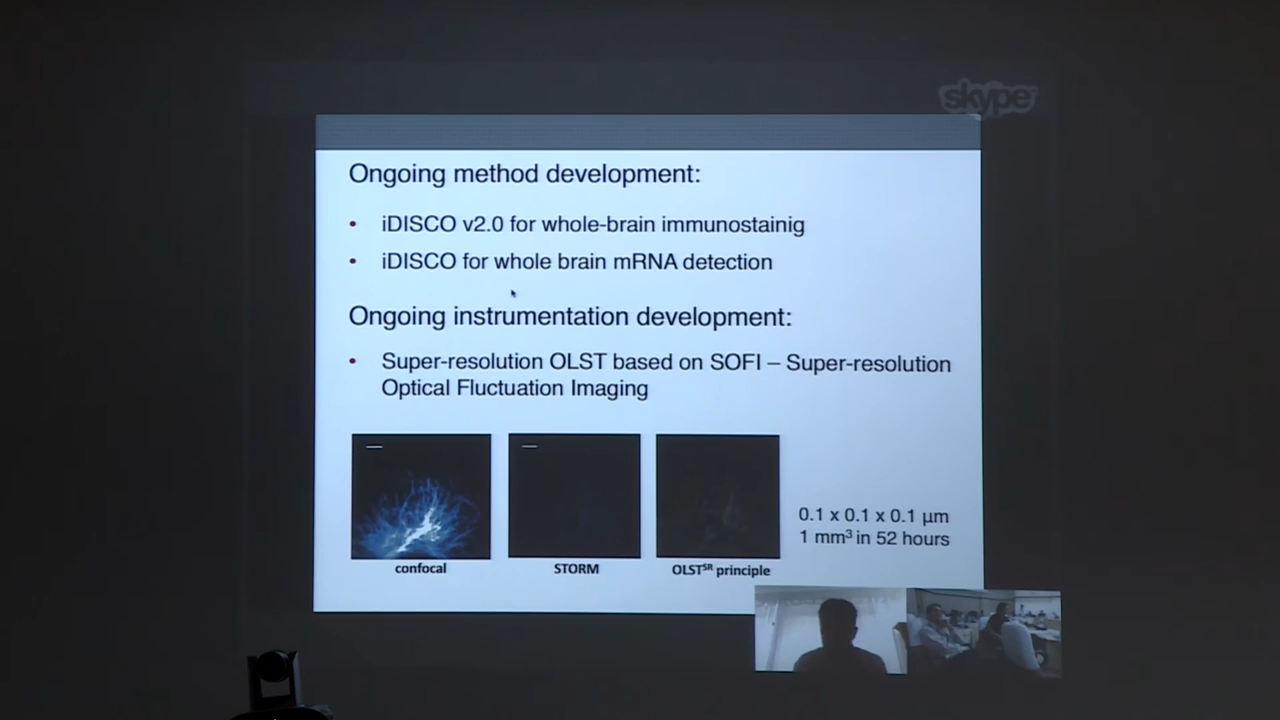 skype
Ongoing method development:
• iDISCO v2.0 for whole-brain immunostainig
• iDISCO for whole brain mRNA detection
Ongoing instrumentation development:
• Super-resolution OLST based on SOFI – Super-resolution
Optical Fluctuation Imaging
0.1 x 0.1 x 0.1 µm
1 mm³ in 52 hours
confocal
STORM
OLSTˢᴿ principle